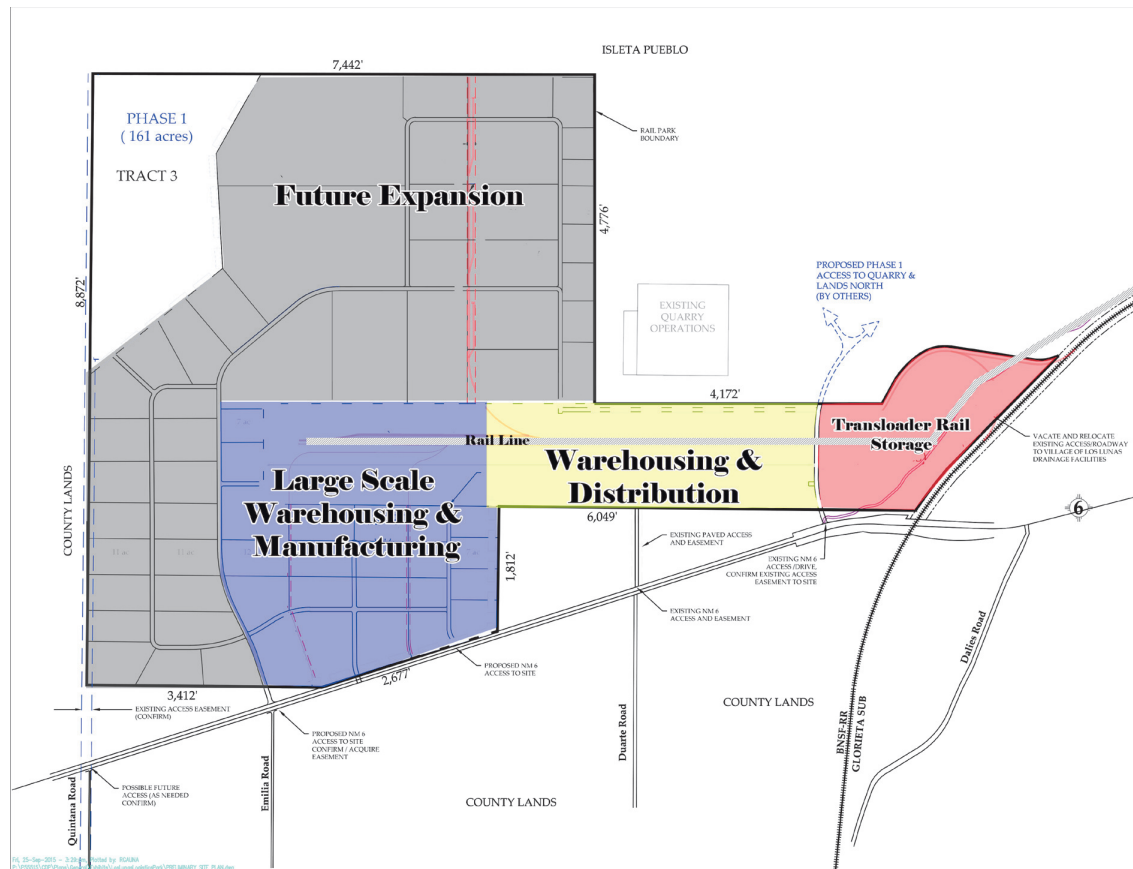 ISLETA PUEBLO
7,442'
PHASE 1
( 161 acres)
TRACT 3
RAIL PARK
BOUNDARY
Future Expansion
4,776'
8,872'
PROPOSED PHASE 1
ACCESS TO QUARRY &
LANDS NORTH
(BY OTHERS)
EXISTING
QUARRY
OPERATIONS
4,172'
Transloader Rail
Storage
Rail Line
VACATE AND RELOCATE
EXISTING ACCESS/ROADWAY
TO VILLAGE OF LOS LUNAS
DRAINAGE FACILITIES
Warehousing &
Distribution
Large Scale
Warehousing &
Manufacturing
COUNTY LANDS
6,049'
6
1,812'
EXISTING PAVED ACCESS
AND EASEMENT
EXISTING NM 6
ACCESS /DRIVE,
CONFIRM EXISTING ACCESS
EASEMENT TO SITE
EXISTING NM 6
ACCESS AND EASEMENT
Dalies Road
PROPOSED NM 6
ACCESS TO SITE
2,677'
3,412'
EXISTING ACCESS EASEMENT
(CONFIRM)
COUNTY LANDS
PROPOSED NM 6
ACCESS TO SITE
CONFIRM / ACQUIRE
EASEMENT
Duarte Road
BNSF-RR
GLORIETA SUB
Emilia Road
POSSIBLE FUTURE
ACCESS (AS NEEDED
CONFIRM)
Quintana Road
COUNTY LANDS